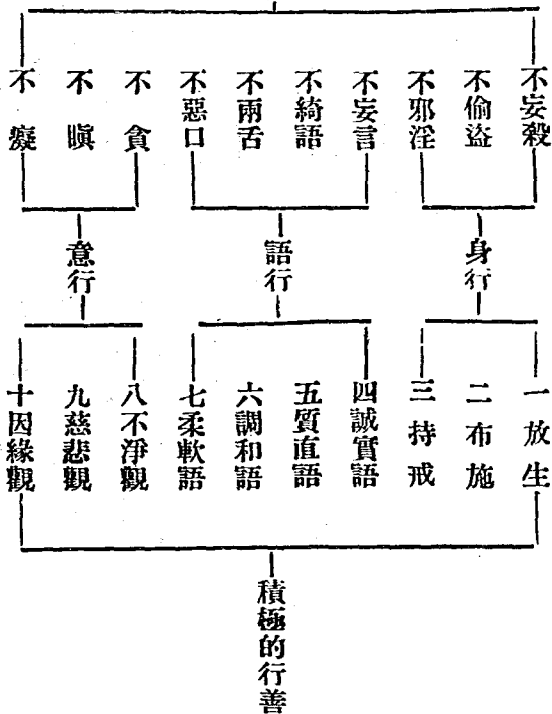 不妄殺
不偷盜
不邪淫
不妄言
不綺語
不兩舌
不惡口
不貪
不瞋
不癡
身行
語行
意行
一放生
二布施
三持戒
四誠實語
五質直語
六調和語
七柔軟語
八不淨觀
九慈悲觀
十因緣觀
積極的行善